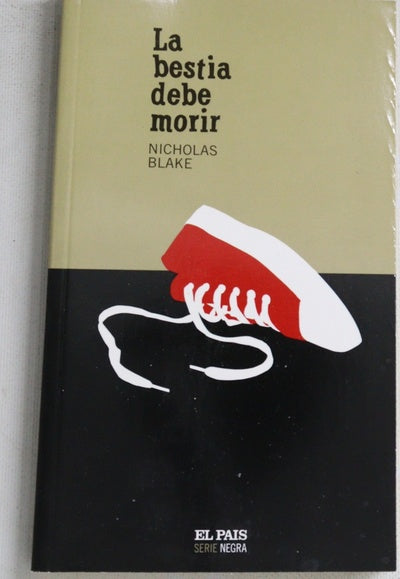 La
bestia
debe
morir
NICHOLAS
BLAKE
EL PAIS
SERIE NEGRA